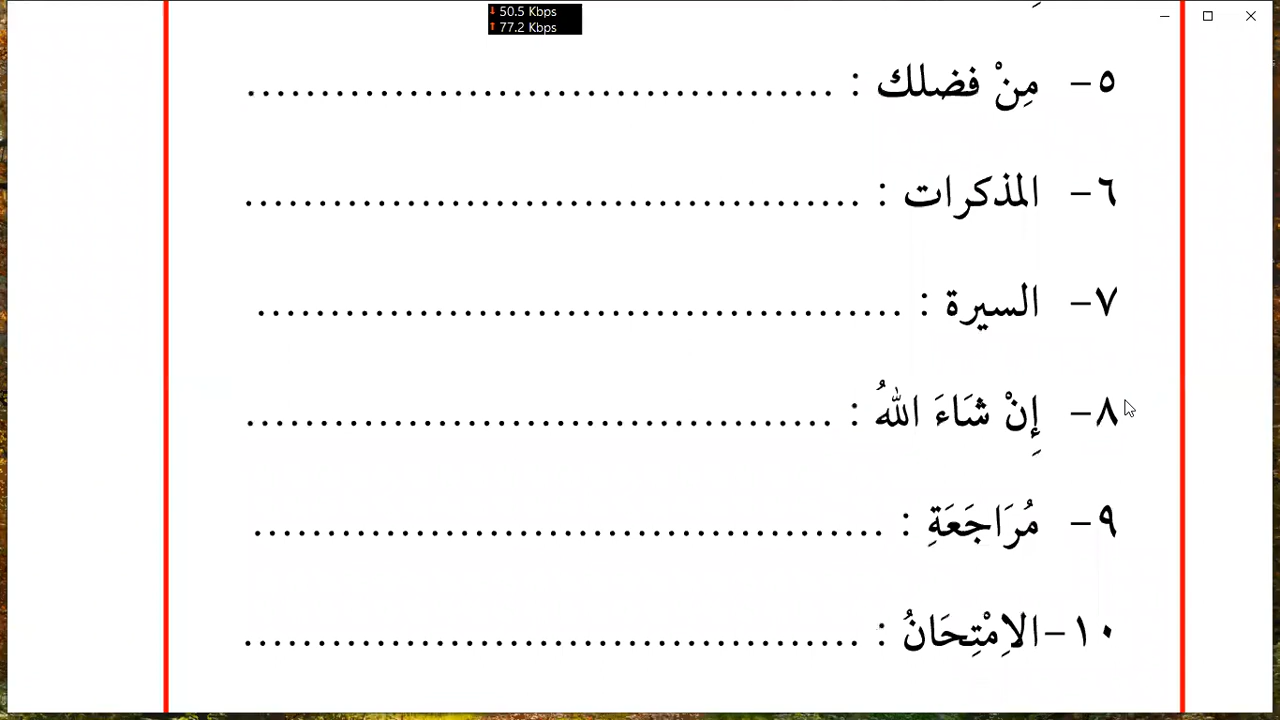 50.5 Kbps
77.2 Kbps
٥- مِنْ فضلك : ........................................
٦- المذكرات : ..........................................
٧- السيرة : ............................................
٨- إِنْ شَاءَ اللهُ : ........................................
٩- مُرَاجَعَةِ : ...........................................
١٠- الاِمْتِحَانُ : ..........................................